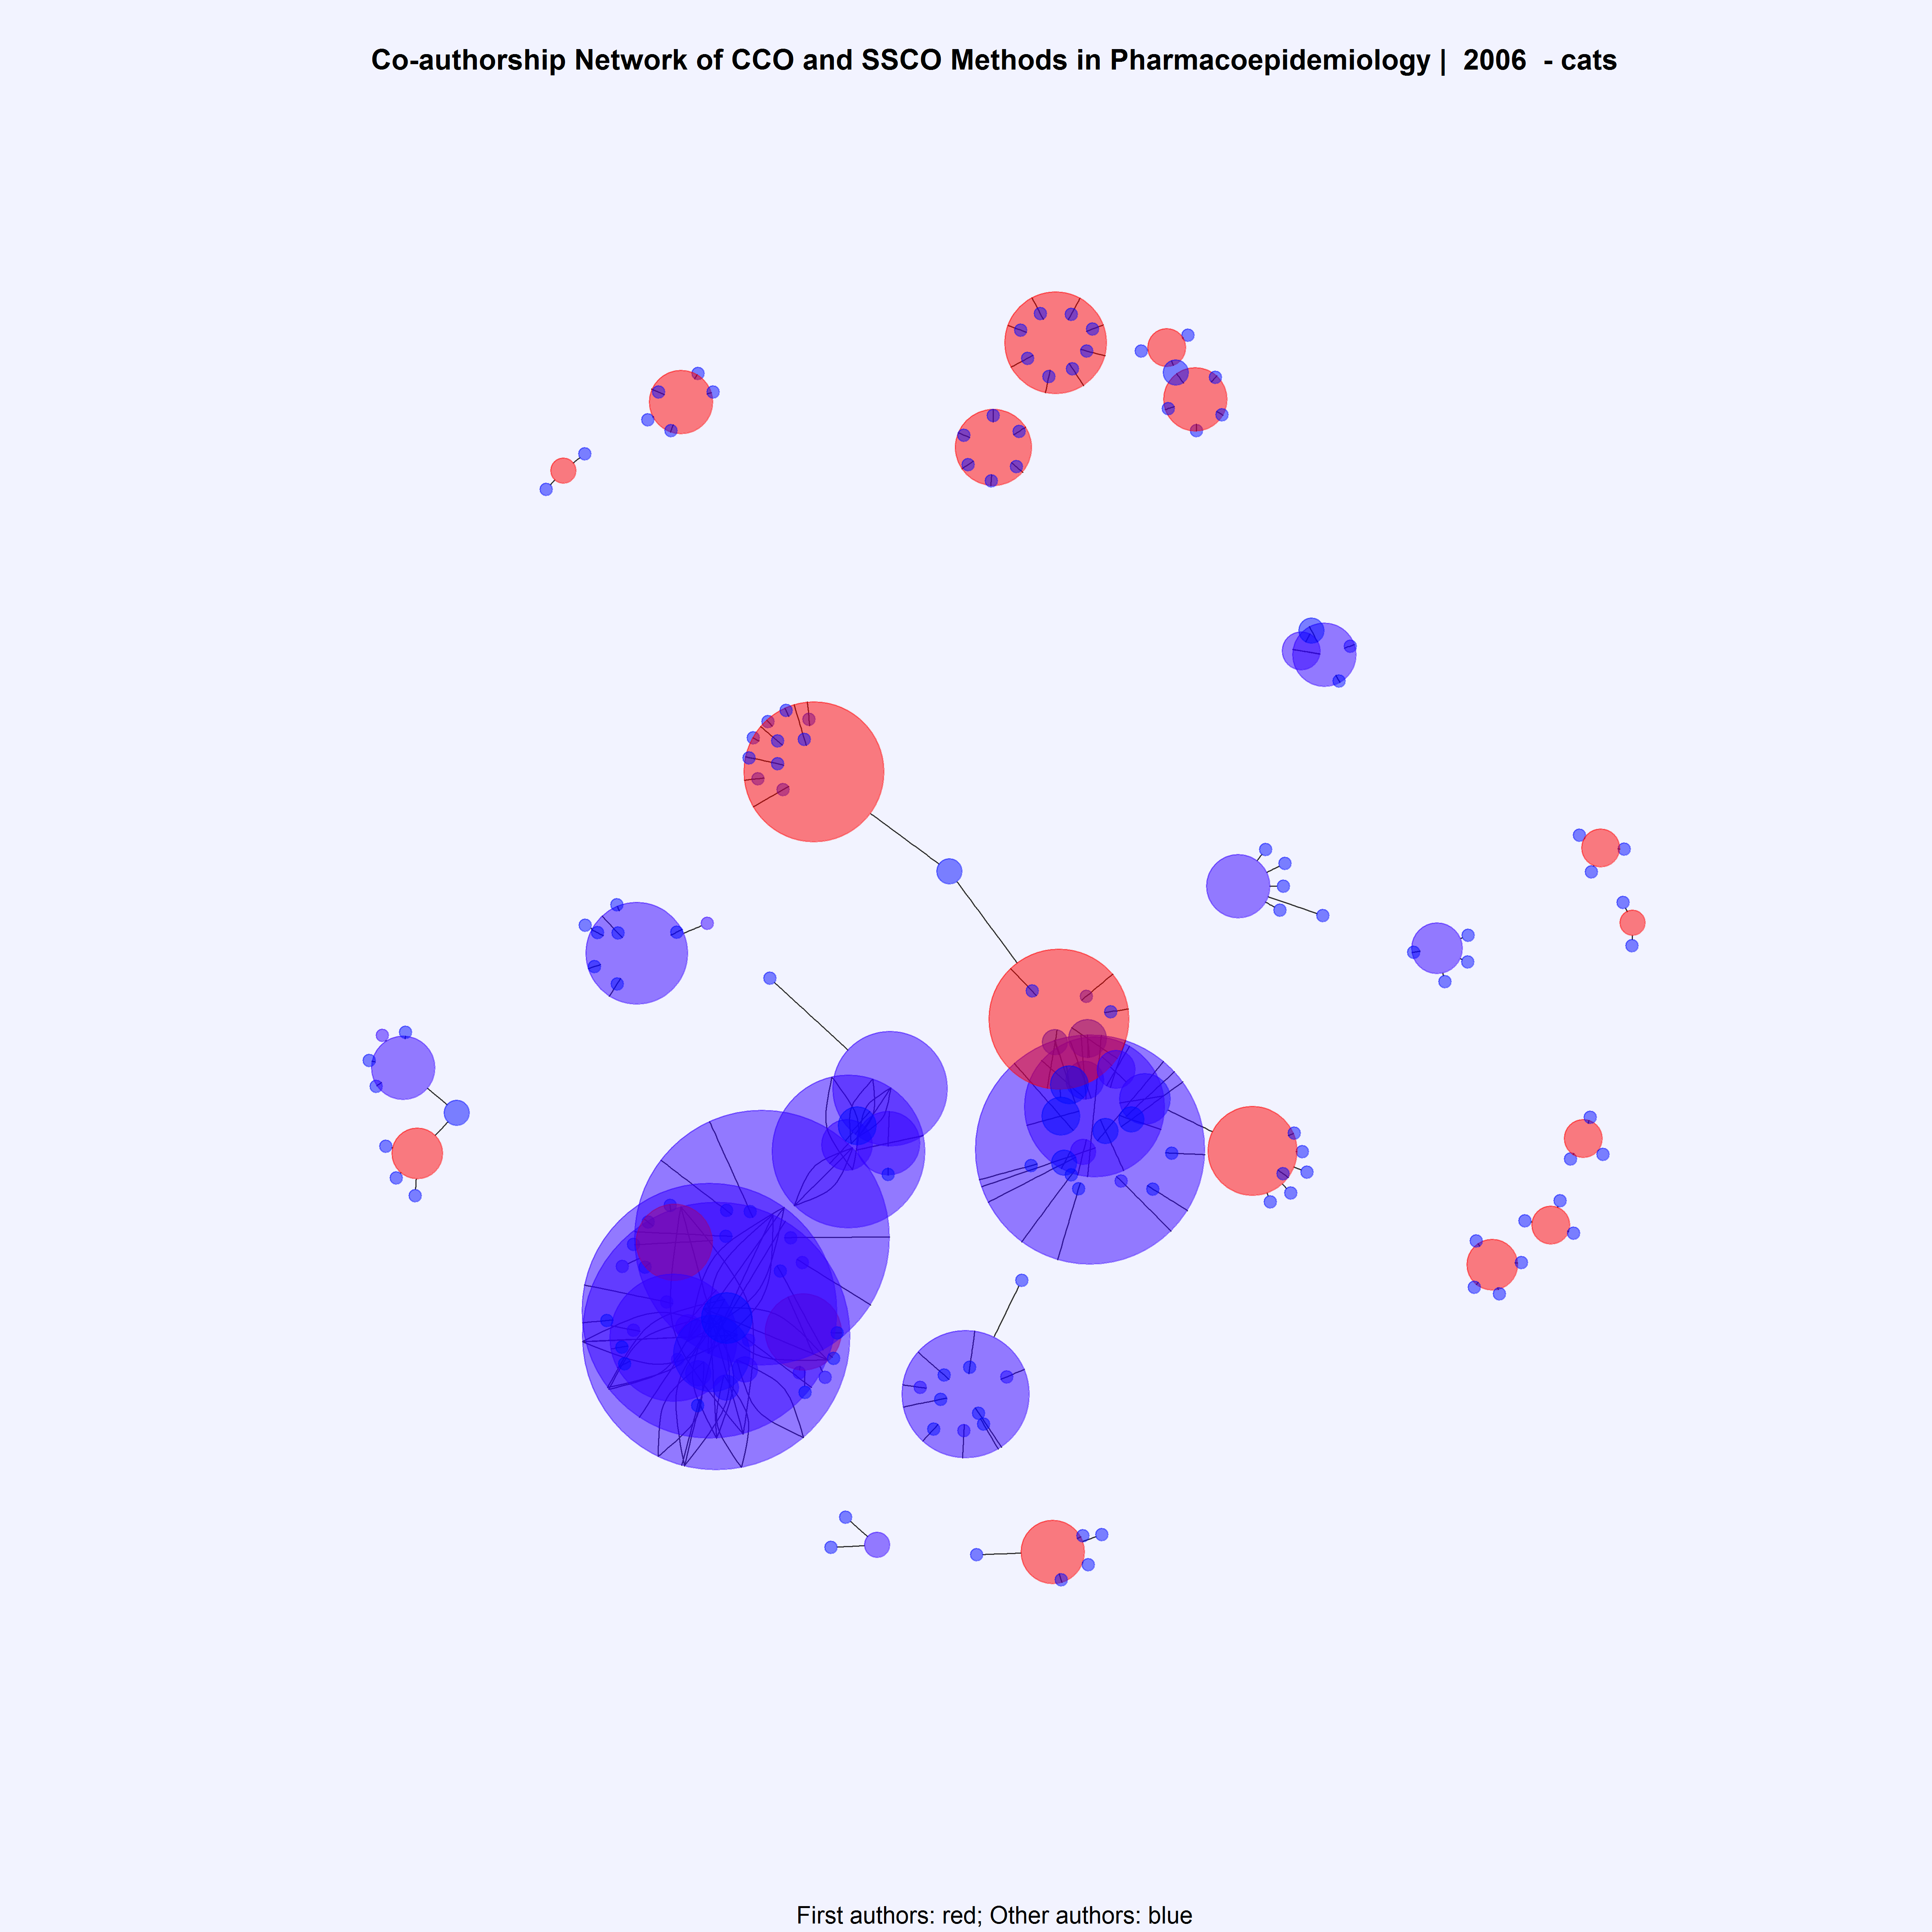 Co-authorship Network of CCO and SSCO Methods in Pharmacoepidemiology |  2006  - cats
First authors: red; Other authors: blue